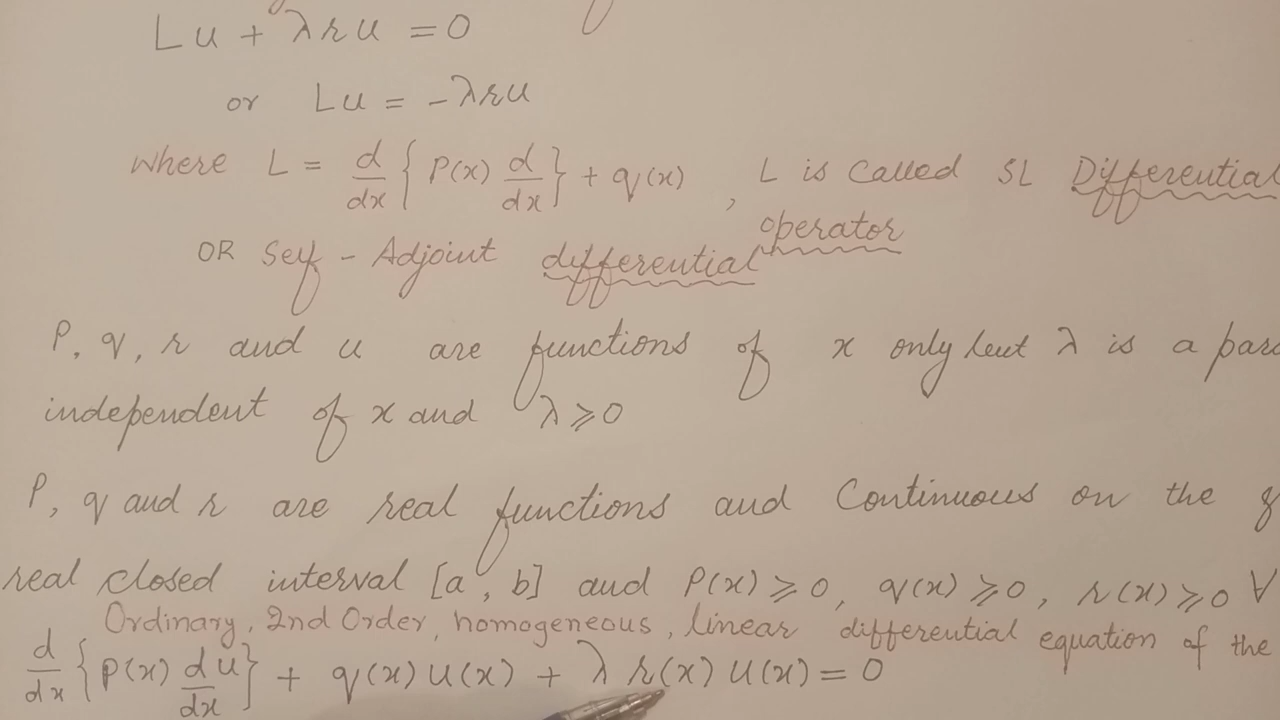 Lu + λru = 0
or Lu = -λru
where L = d/dx { P(x) d/dx } + q(x) , L is called SL Differential
operator
OR Self - Adjoint differential
P, q, r and u are functions of x only but λ is a
independent of x and λ ⩾ 0
P, q and r are real functions and Continuous on the
real closed interval [a, b] and P(x) ⩾ 0, q(x) ⩾ 0, r(x) ⩾ 0 ∀
Ordinary, 2nd Order, homogeneous, linear differential equation of the
d/dx { P(x) du/dx } + q(x) u(x) + λ r(x) u(x) = 0